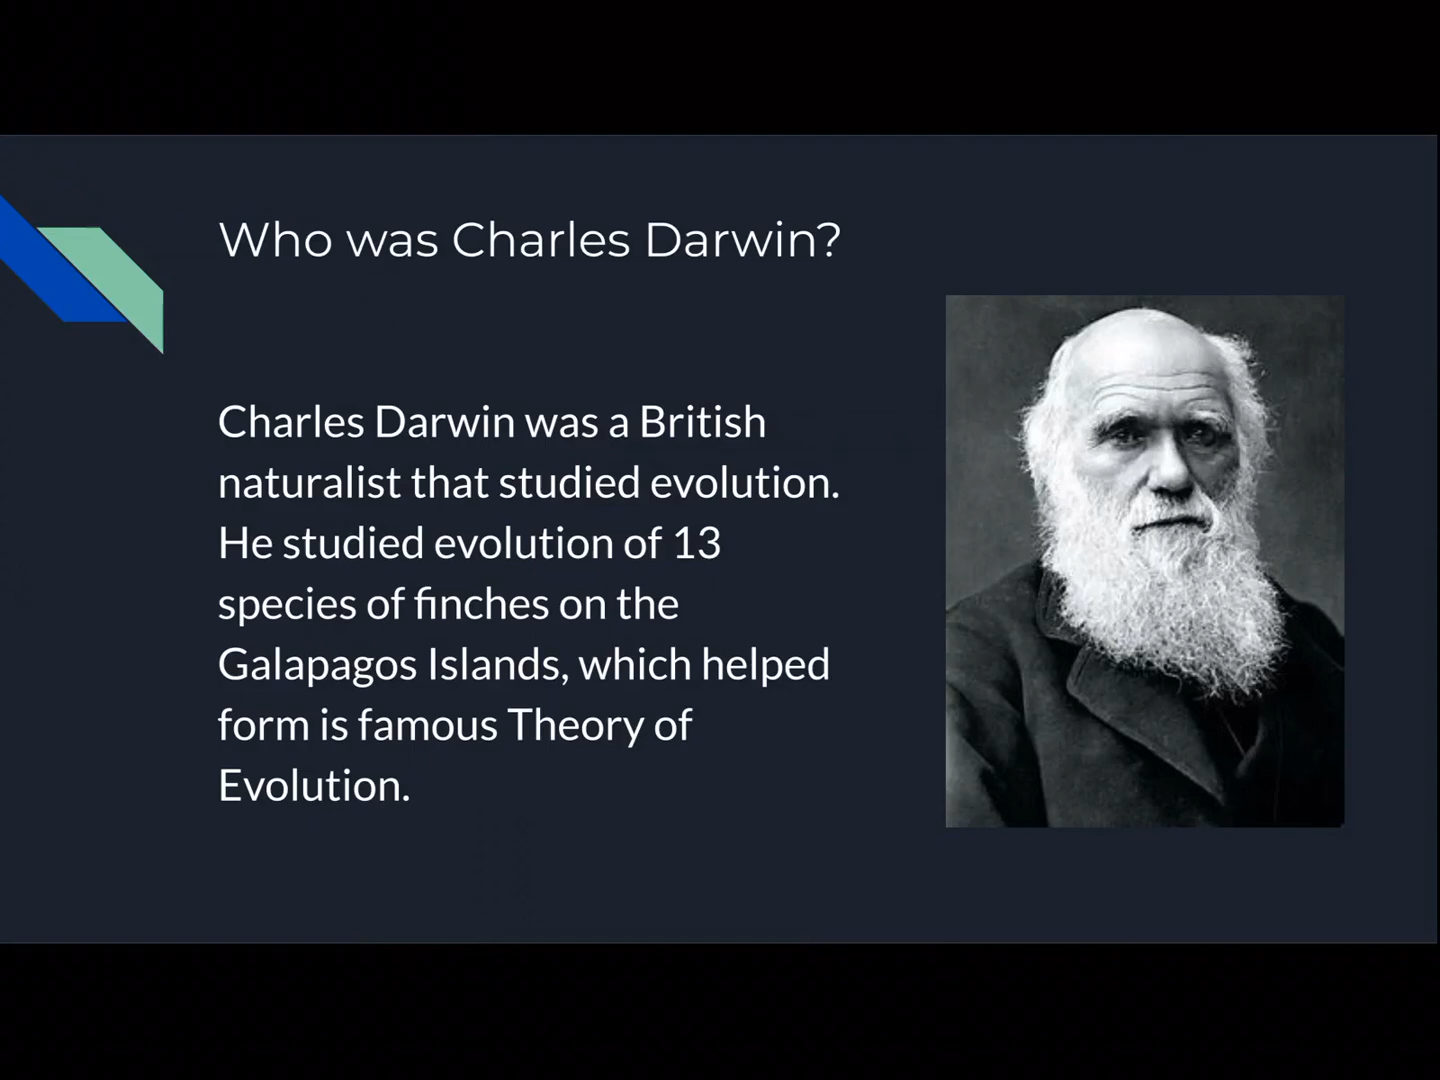 Who was Charles Darwin?
Charles Darwin was a British
naturalist that studied evolution.
He studied evolution of 13
species of finches on the
Galapagos Islands, which helped
form is famous Theory of
Evolution.